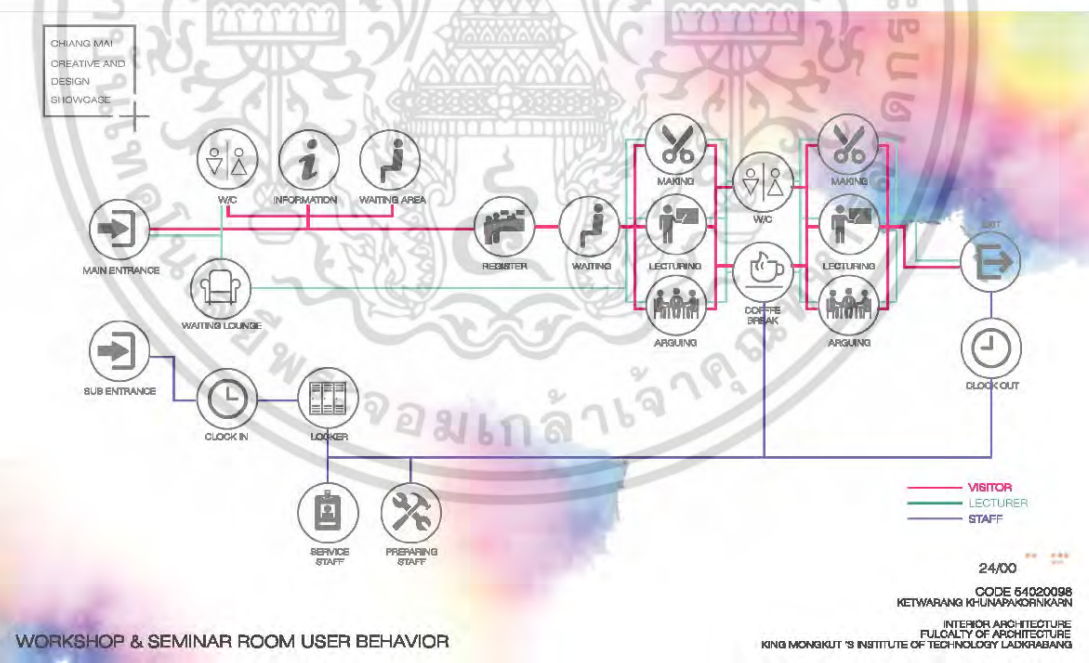 CHIANG MAI
CREATIVE AND
DESIGN
SHOWCASE
W/C
INFORMATION
WAITING AREA
MAIN ENTRANCE
WAITING LOUNGE
REGISTER
WAITING
MAKING
LECTURING
ARGUING
W/C
COFFFE
BREAK
MAKING
LECTURING
ARGUING
EXIT
SUB ENTRANCE
CLOCK IN
LOCKER
CLOCK OUT
SERVICE
STAFF
PREPARING
STAFF
VISITOR
LECTURER
STAFF
24/00
CODE 54020098
KETWARANG KHUNAPAKORNKARN
INTERIOR ARCHITECTURE
FULCALTY OF ARCHITECTURE
KING MONGKUT 'S INSTITUTE OF TECHNOLOGY LADKRABANG
WORKSHOP & SEMINAR ROOM USER BEHAVIOR